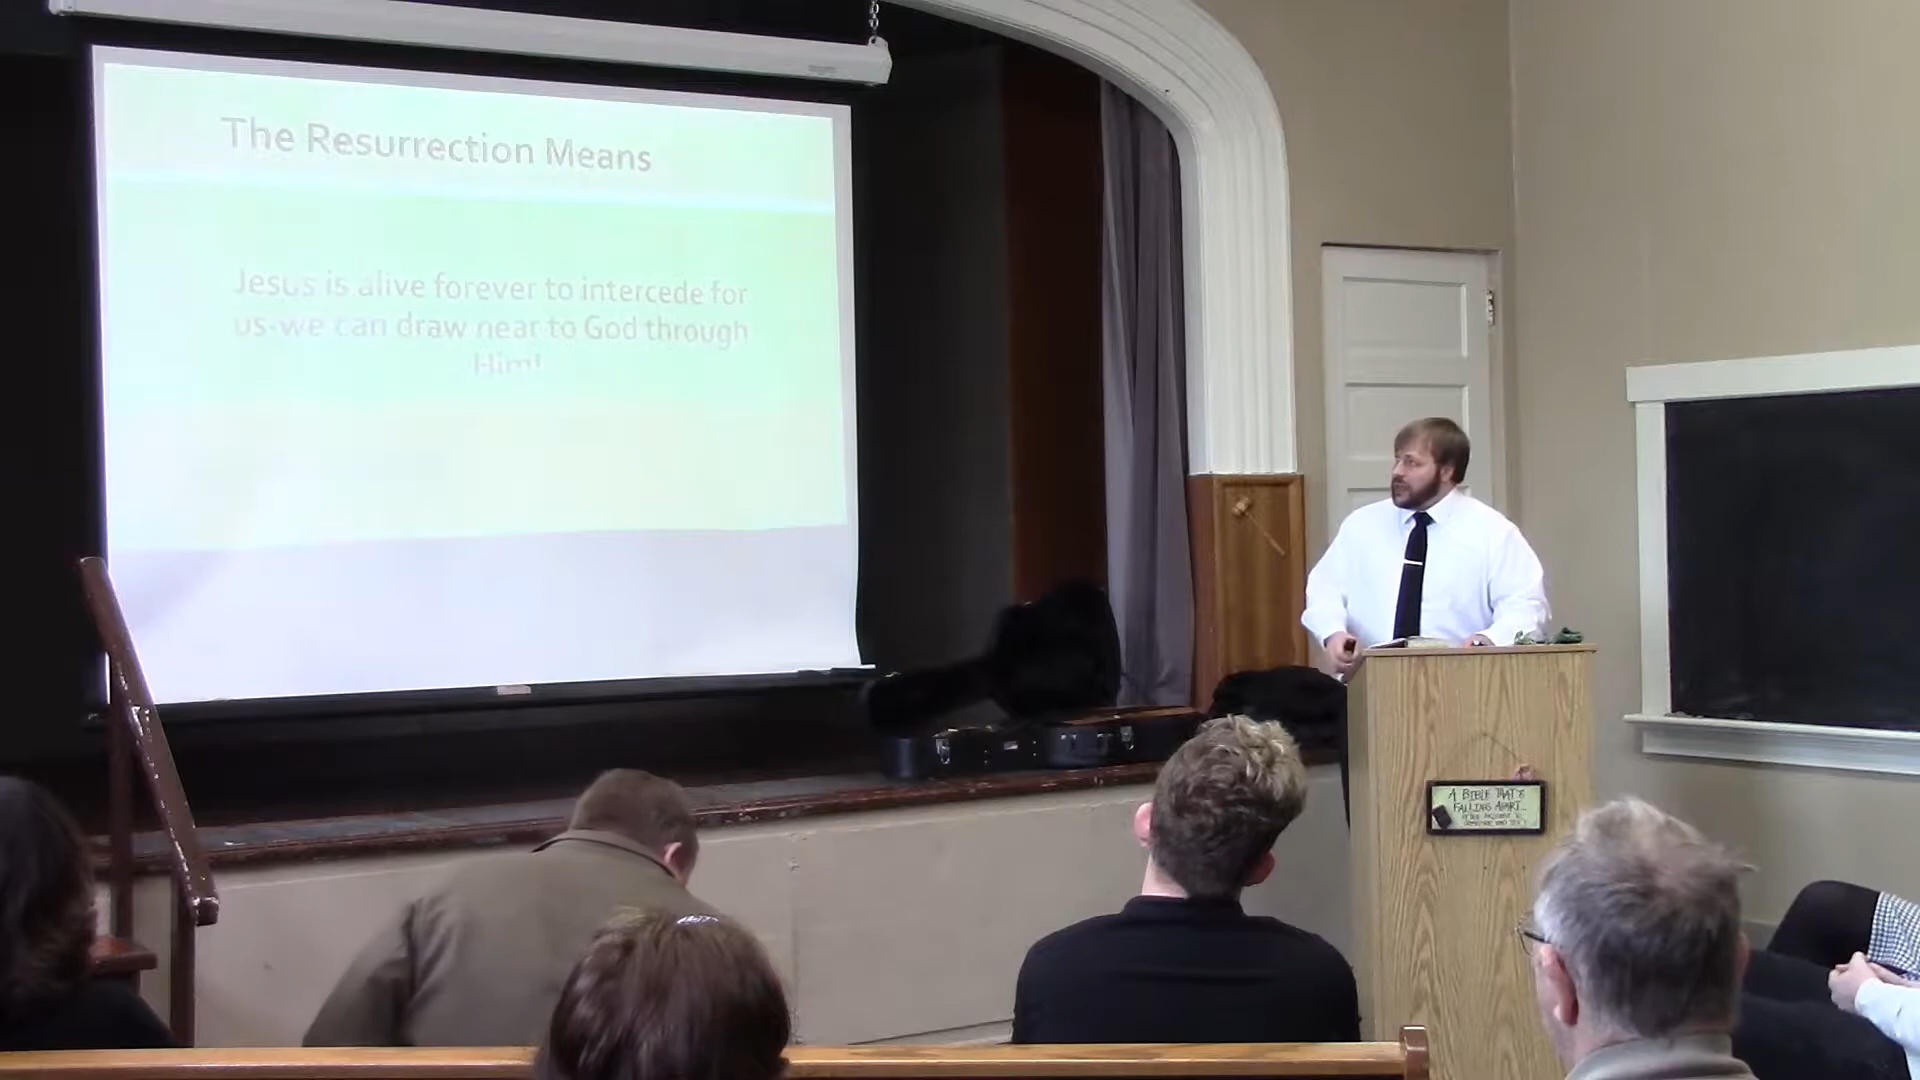 The Resurrection Means
Jesus is alive forever to intercede for
us-we can draw near to God through
Him!
A BIBLE THAT'S
FALLING APART...